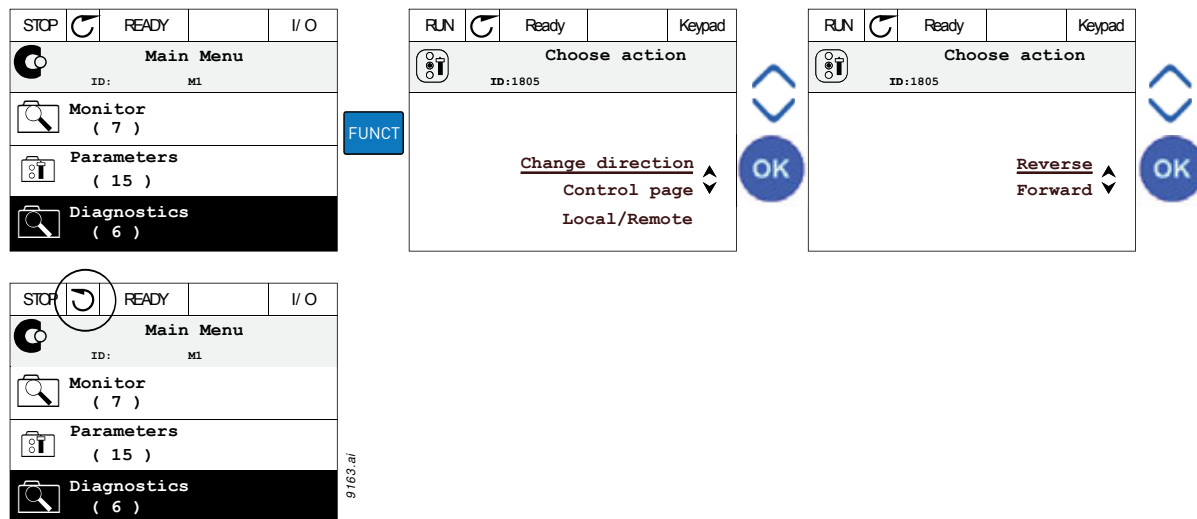 STOP READY I/O
Main Menu
ID: M1
Monitor
( 7 )
Parameters
( 15 )
Diagnostics
( 6 )
FUNCT
RUN Ready Keypad
Choose action
ID:1805
Change direction
Control page
Local/Remote
OK
RUN Ready Keypad
Choose action
ID:1805
Reverse
Forward
OK
STOP READY I/O
Main Menu
ID: M1
Monitor
( 7 )
Parameters
( 15 )
Diagnostics
( 6 )
9163.ai